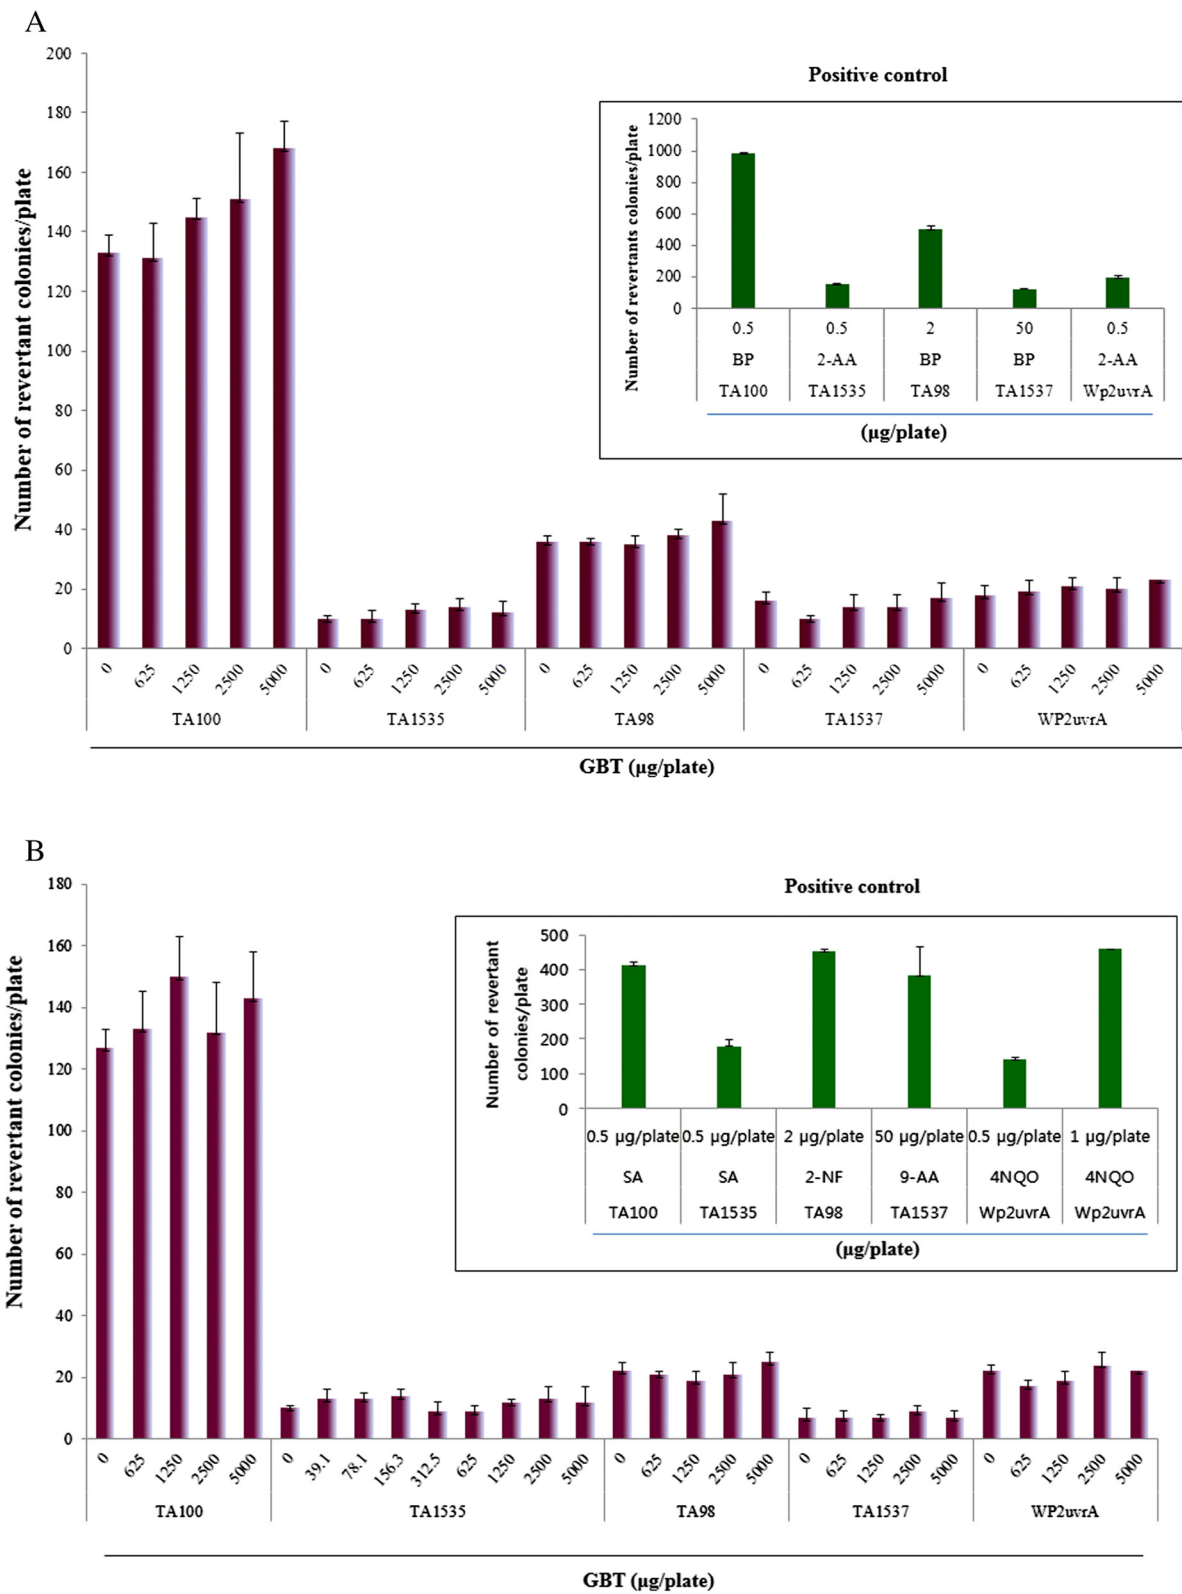 A
Number of revertant colonies/plate
200
180
160
140
120
100
80
60
40
20
0
Positive control
Number of revertants colonies/plate
1200
1000
800
600
400
200
0
0.5 0.5 2 50 0.5
BP 2-AA BP BP 2-AA
TA100 TA1535 TA98 TA1537 Wp2uvrA
(µg/plate)
0 625 1250 2500 5000 0 625 1250 2500 5000 0 625 1250 2500 5000 0 625 1250 2500 5000 0 625 1250 2500 5000
TA100 TA1535 TA98 TA1537 WP2uvrA
GBT (µg/plate)
B
Number of revertant colonies/plate
180
160
140
120
100
80
60
40
20
0
Positive control
Number of revertant
colonies/plate
500
400
300
200
100
0
0.5 µg/plate 0.5 µg/plate 2 µg/plate 50 µg/plate 0.5 µg/plate 1 µg/plate
SA SA 2-NF 9-AA 4NQO 4NQO
TA100 TA1535 TA98 TA1537 Wp2uvrA Wp2uvrA
(µg/plate)
0 625 1250 2500 5000 0 39.1 78.1 156.3 312.5 625 1250 2500 5000 0 625 1250 2500 5000 0 625 1250 2500 5000 0 625 1250 2500 5000
TA100 TA1535 TA98 TA1537 WP2uvrA
GBT (µg/plate)